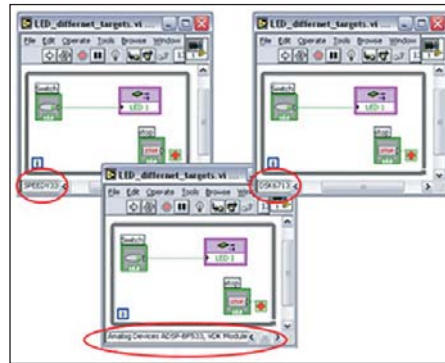 LED_differnet_targets.vi ...
File Edit Operate Tools Browse Window
Switch
LED 1
stop
STOP
i
SPEEDY33
LED_differnet_targets.vi ...
File Edit Operate Tools Browse Window
Switch
LED 1
stop
STOP
i
DSK6713
LED_differnet_targets.vi ...
File Edit Operate Tools Browse Window
Switch
LED 1
stop
STOP
i
Analog Devices ADSP-BF533, VDK Module